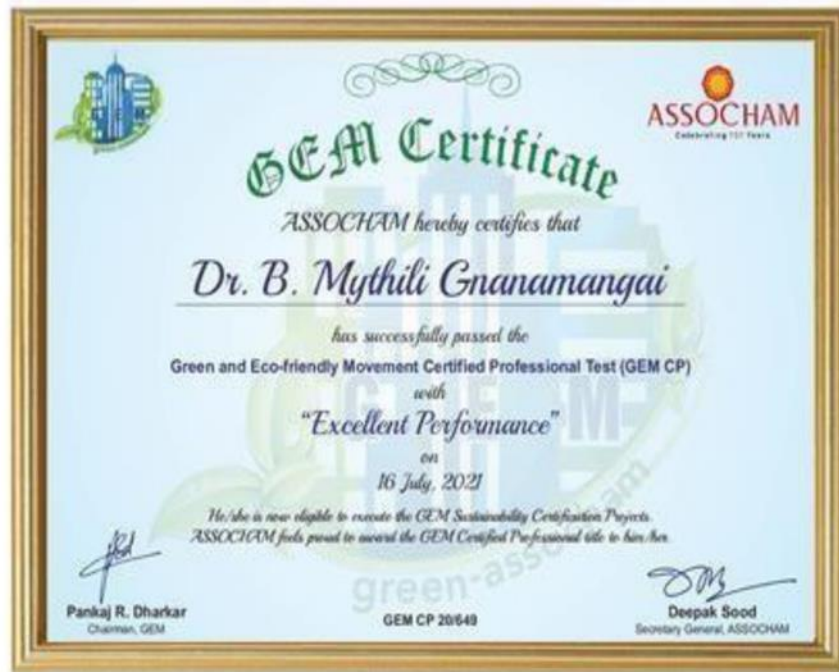 ASSOCHAM
GEM Certificate
ASSOCHAM hereby certifies that
Dr. B. Mythili Gnanamangai
has successfully passed the
Green and Eco-friendly Movement Certified Professional Test (GEM CP)
with
“Excellent Performance”
on
16 July, 2021
He/she is now eligible to execute the GEM Sustainability Certification Projects.
ASSOCHAM feels proud to award the GEM Certified Professional title to him/her.
GEM
green-assocham
Pankaj R. Dharkar
Chairman, GEM
GEM CP 20/649
Deepak Sood
Secretary General, ASSOCHAM